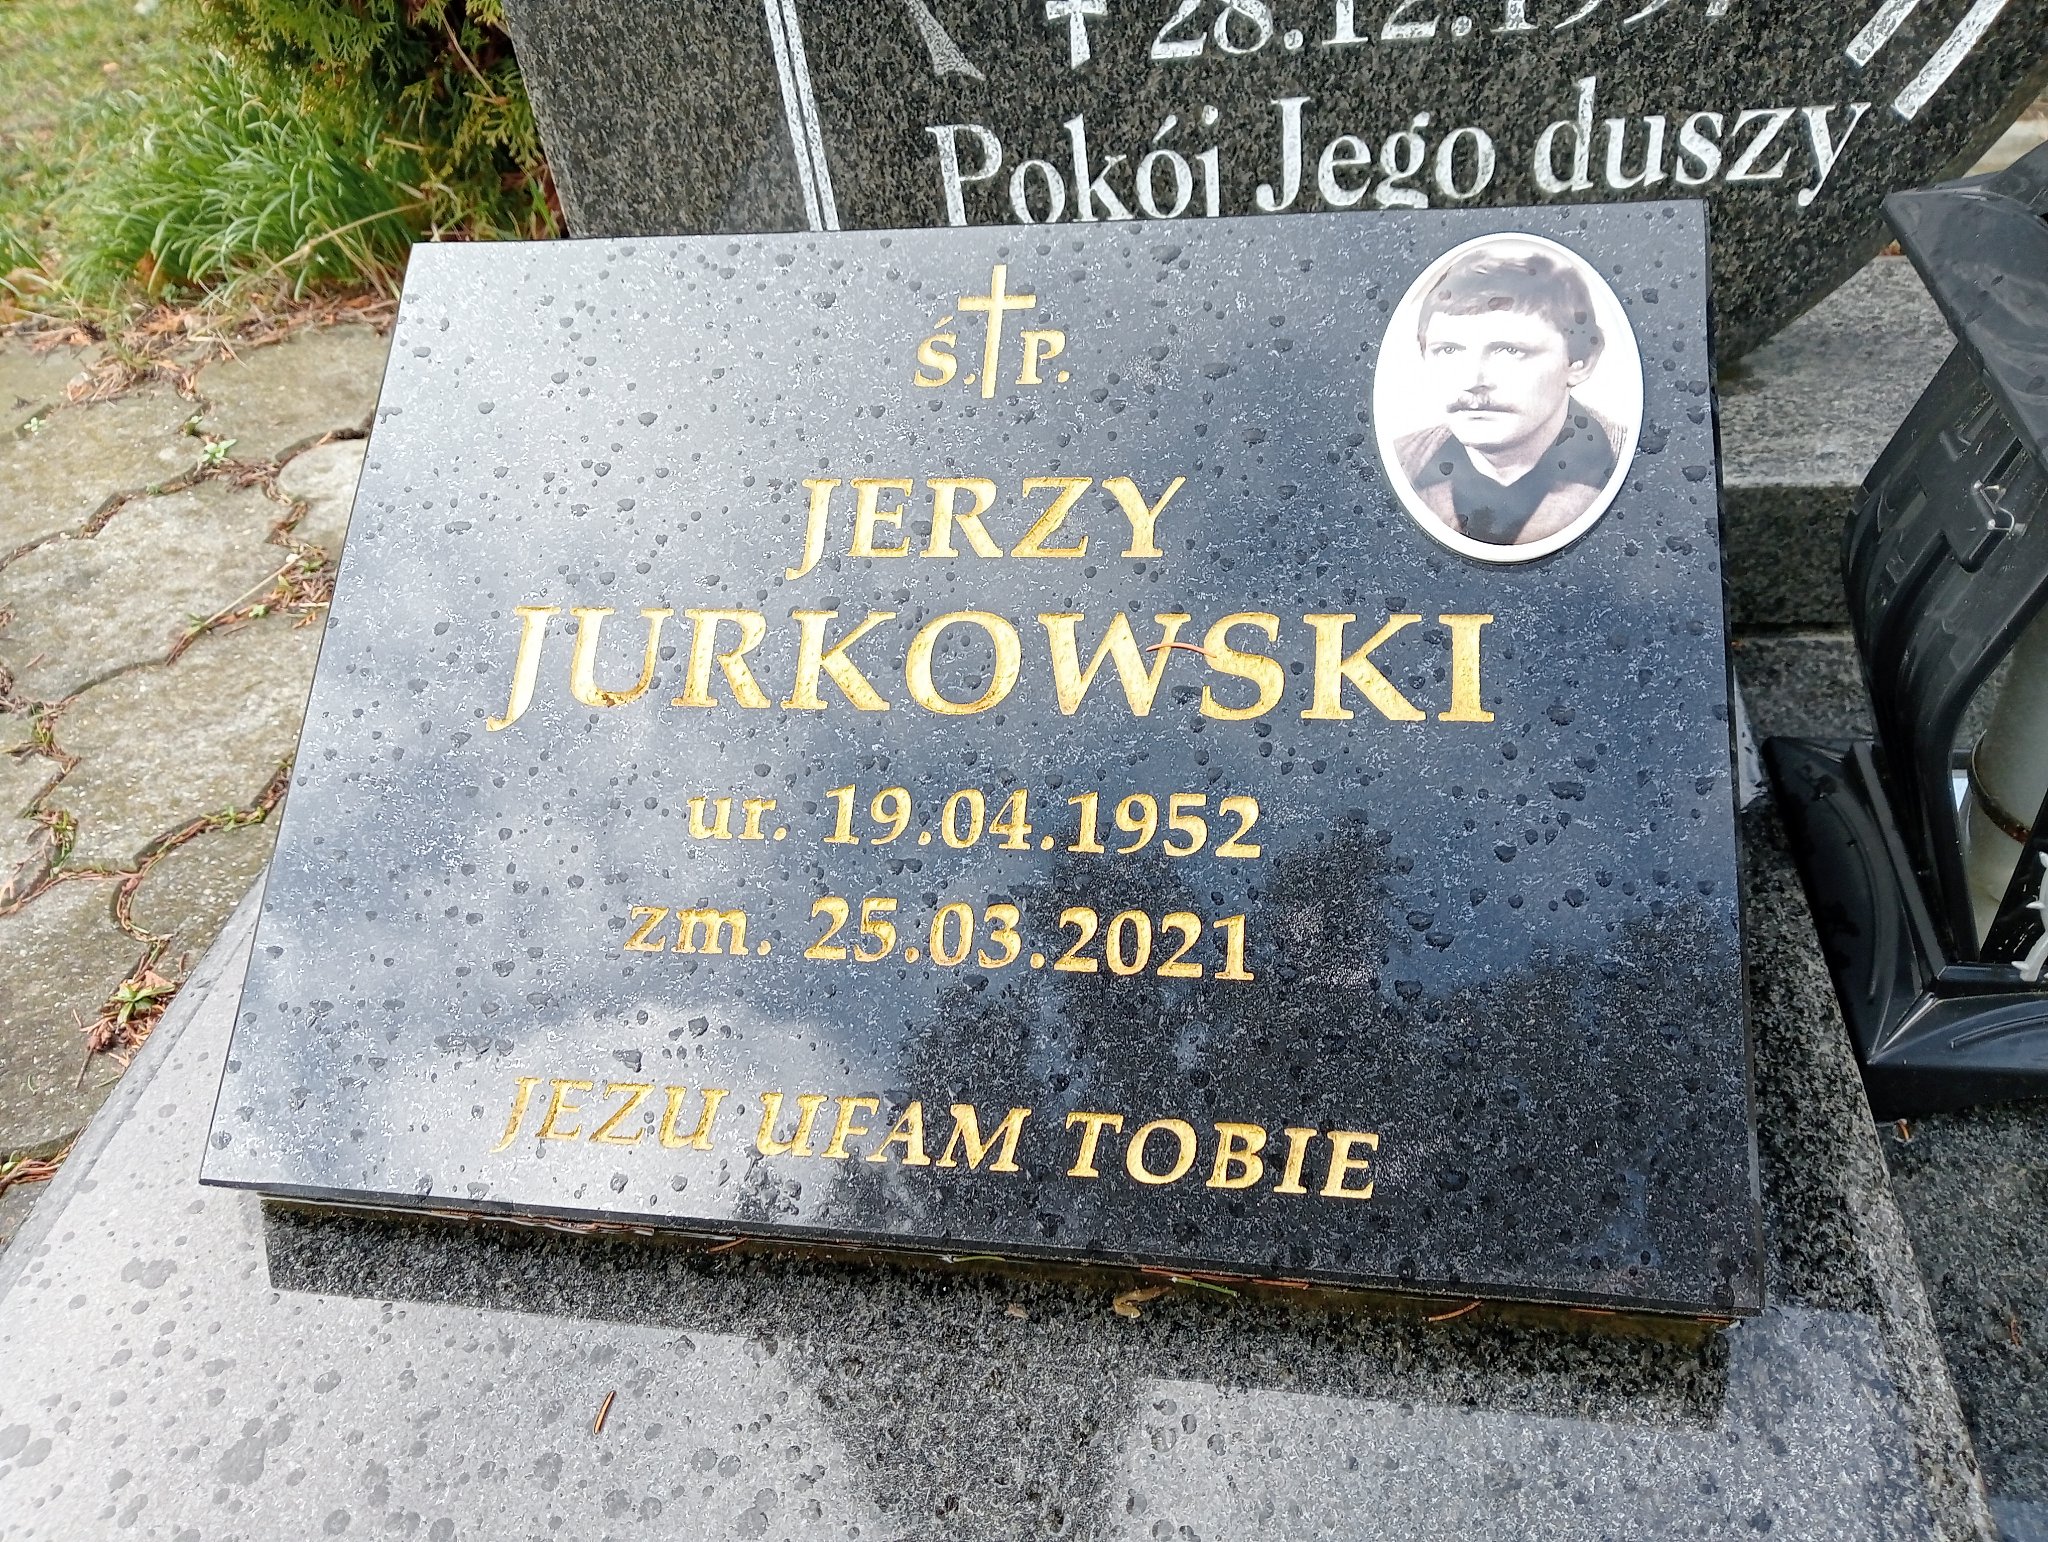 Pokój Jego duszy
Ś. P.
JERZY
JURKOWSKI
ur. 19.04.1952
zm. 25.03.2021
JEZU UFAM TOBIE